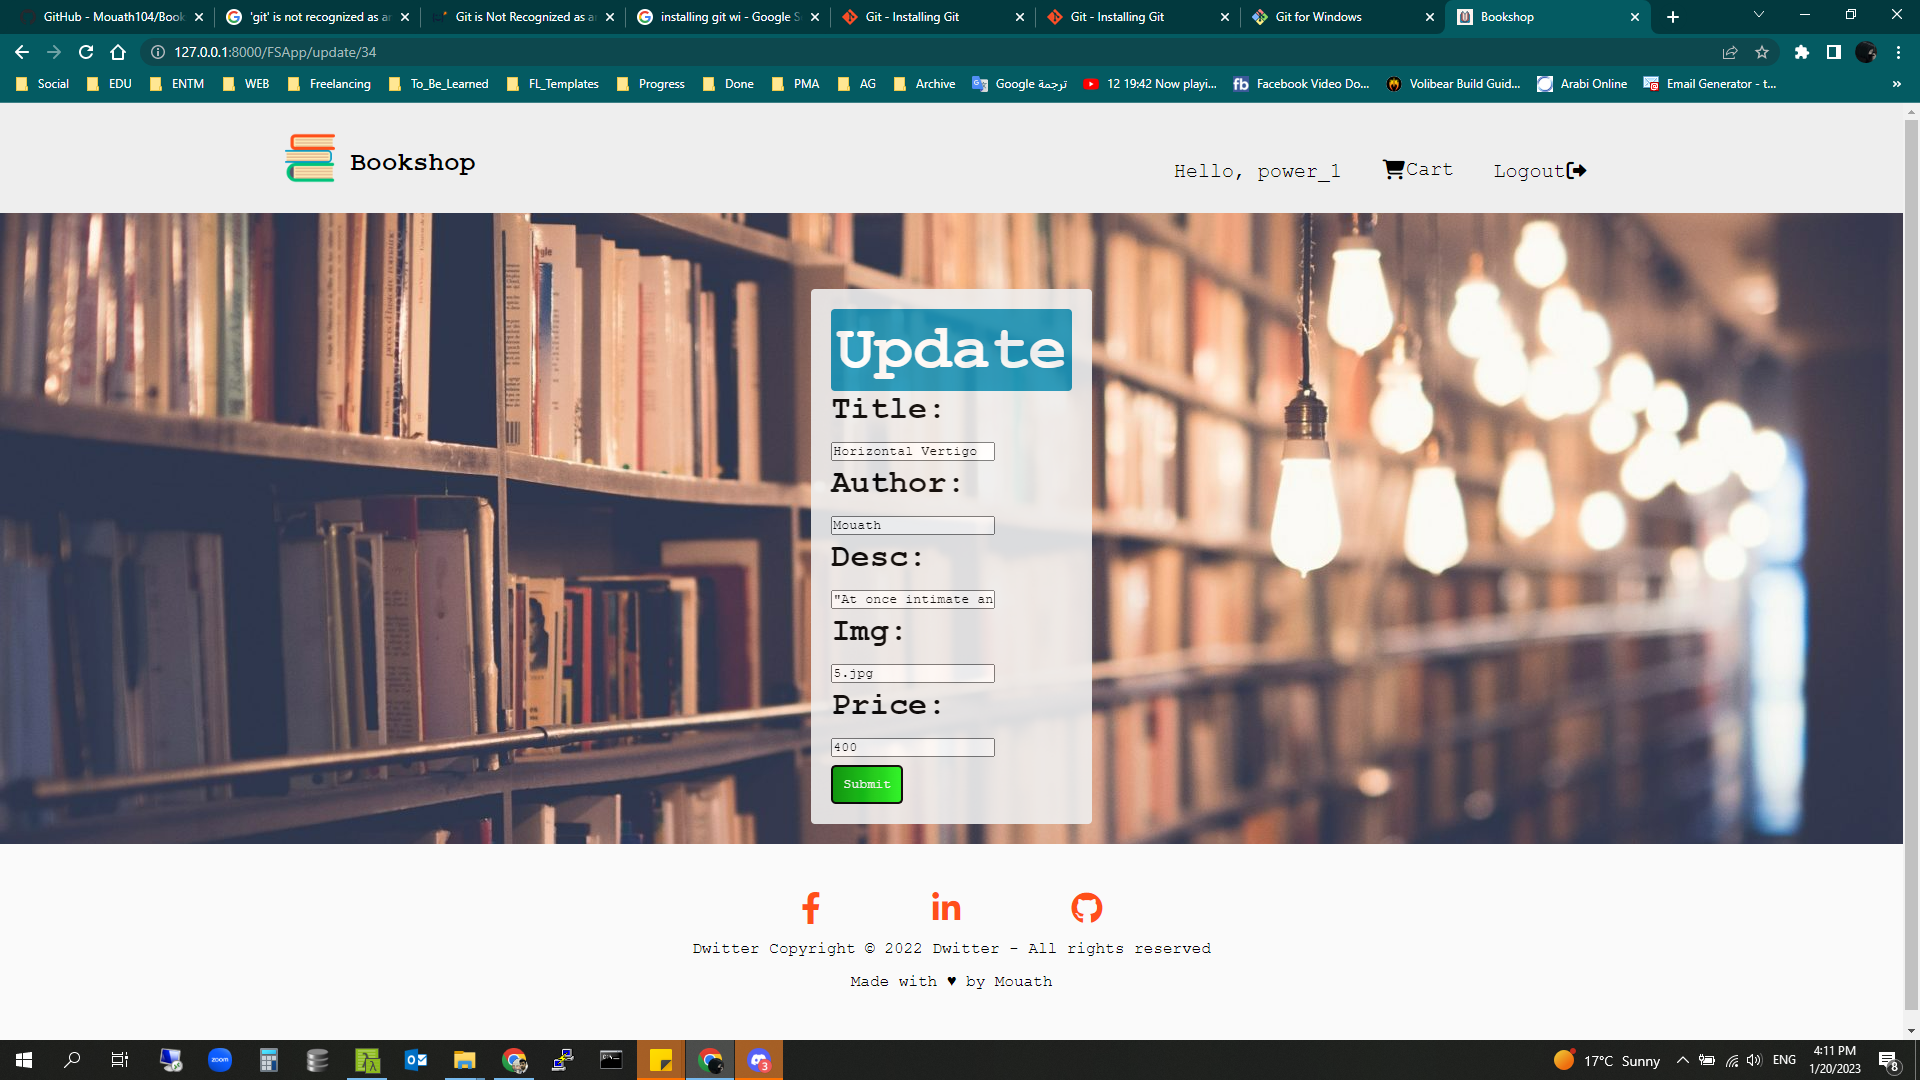 GitHub - Mouath104/Book
'git' is not recognized as a
Git is Not Recognized as a
installing git wi - Google S
Git - Installing Git
Git - Installing Git
Git for Windows
Bookshop
127.0.0.1:8000/FSApp/update/34
Social
EDU
ENTM
WEB
Freelancing
To_Be_Learned
FL_Templates
Progress
Done
PMA
AG
Archive
Google ترجمة
12 19:42 Now playi...
Facebook Video Do...
Volibear Build Guid...
Arabi Online
Email Generator - t...
»
Bookshop
Hello, power_1
Cart
Logout
Update
Title:
Horizontal Vertigo
Author:
Mouath
Desc:
"At once intimate an
Img:
5.jpg
Price:
400
Submit
Dwitter Copyright © 2022 Dwitter - All rights reserved
Made with ♥ by Mouath
zoom
3
17°C Sunny
ENG
4:11 PM
1/20/2023
8